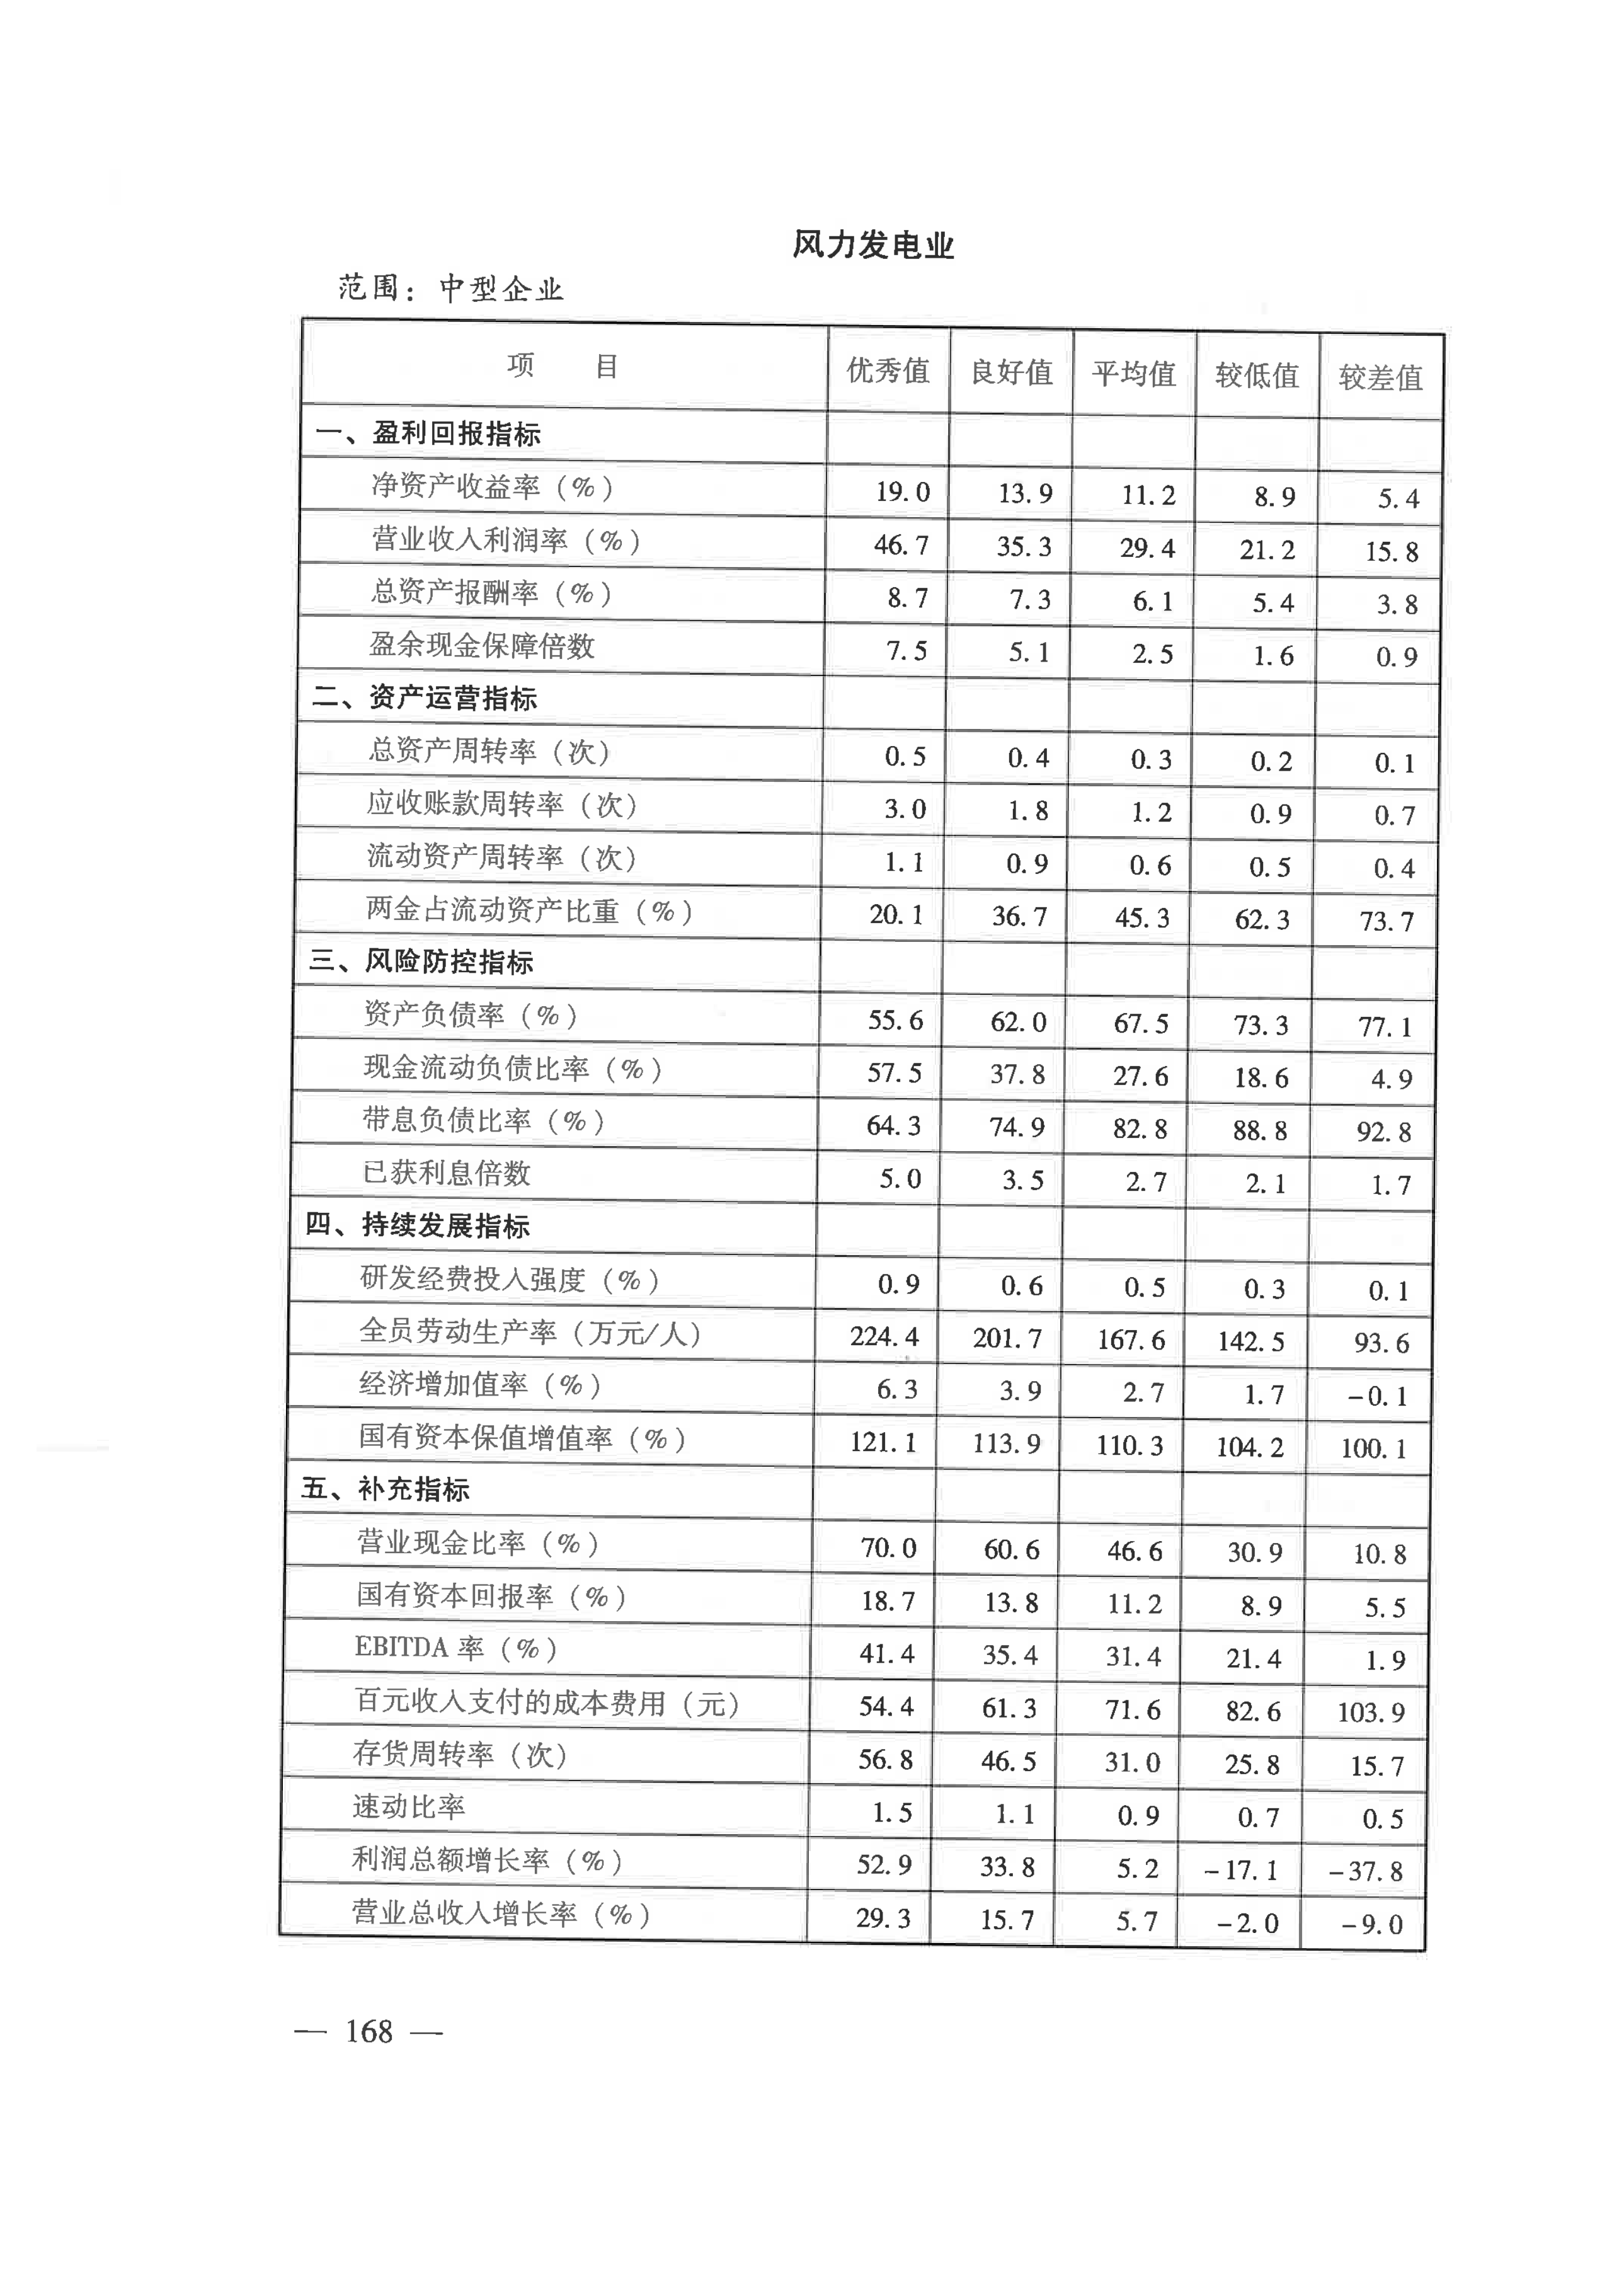 风力发电业
范围：中型企业
项 目 优秀值 良好值 平均值 较低值 较差值
一、盈利回报指标
净资产收益率（%） 19.0 13.9 11.2 8.9 5.4
营业收入利润率（%） 46.7 35.3 29.4 21.2 15.8
总资产报酬率（%） 8.7 7.3 6.1 5.4 3.8
盈余现金保障倍数 7.5 5.1 2.5 1.6 0.9
二、资产运营指标
总资产周转率（次） 0.5 0.4 0.3 0.2 0.1
应收账款周转率（次） 3.0 1.8 1.2 0.9 0.7
流动资产周转率（次） 1.1 0.9 0.6 0.5 0.4
两金占流动资产比重（%） 20.1 36.7 45.3 62.3 73.7
三、风险防控指标
资产负债率（%） 55.6 62.0 67.5 73.3 77.1
现金流动负债比率（%） 57.5 37.8 27.6 18.6 4.9
带息负债比率（%） 64.3 74.9 82.8 88.8 92.8
已获利息倍数 5.0 3.5 2.7 2.1 1.7
四、持续发展指标
研发经费投入强度（%） 0.9 0.6 0.5 0.3 0.1
全员劳动生产率（万元/人） 224.4 201.7 167.6 142.5 93.6
经济增加值率（%） 6.3 3.9 2.7 1.7 -0.1
国有资本保值增值率（%） 121.1 113.9 110.3 104.2 100.1
五、补充指标
营业现金比率（%） 70.0 60.6 46.6 30.9 10.8
国有资本回报率（%） 18.7 13.8 11.2 8.9 5.5
EBITDA 率（%） 41.4 35.4 31.4 21.4 1.9
百元收入支付的成本费用（元） 54.4 61.3 71.6 82.6 103.9
存货周转率（次） 56.8 46.5 31.0 25.8 15.7
速动比率 1.5 1.1 0.9 0.7 0.5
利润总额增长率（%） 52.9 33.8 5.2 -17.1 -37.8
营业总收入增长率（%） 29.3 15.7 5.7 -2.0 -9.0
— 168 —